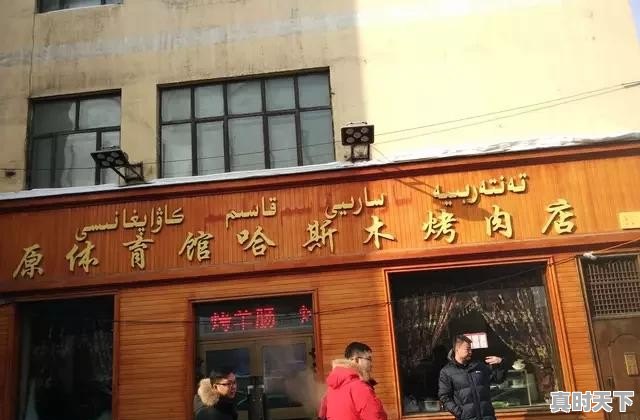 تەنتەربىيە سارىيى قاسىم كاۋاپخانىسى
原体育馆哈斯木烤肉店
烤羊肠
真时天下